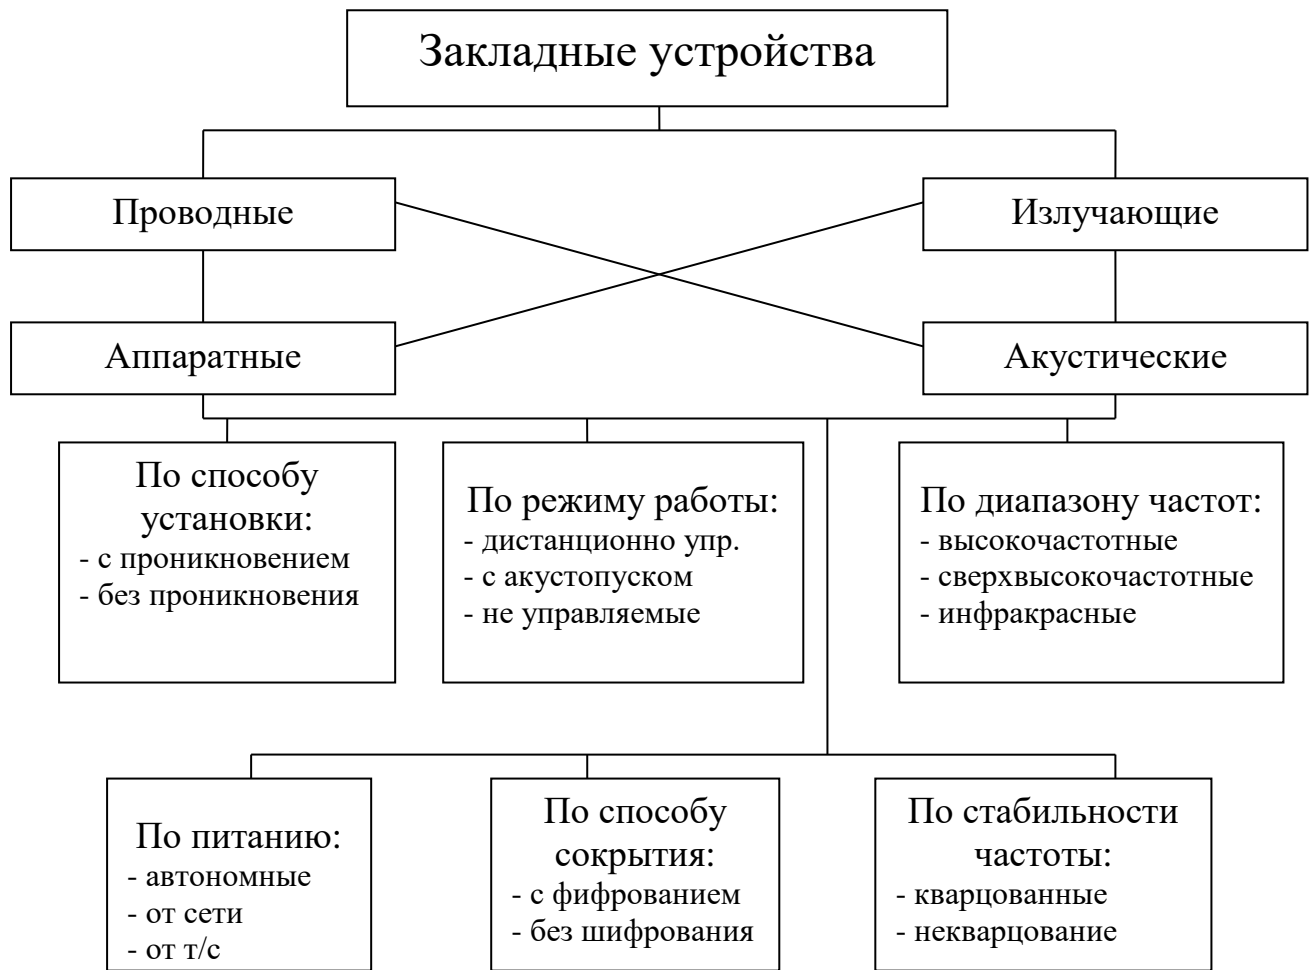 Закладные устройства
Проводные
Излучающие
Аппаратные
Акустические
По способу
установки:
- с проникновением
- без проникновения
По режиму работы:
- дистанционно упр.
- с акустопуском
- не управляемые
По диапазону частот:
- высокочастотные
- сверхвысокочастотные
- инфракрасные
По питанию:
- автономные
- от сети
- от т/с
По способу
сокрытия:
- с фифрованием
- без шифрования
По стабильности
частоты:
- кварцованные
- некварцование